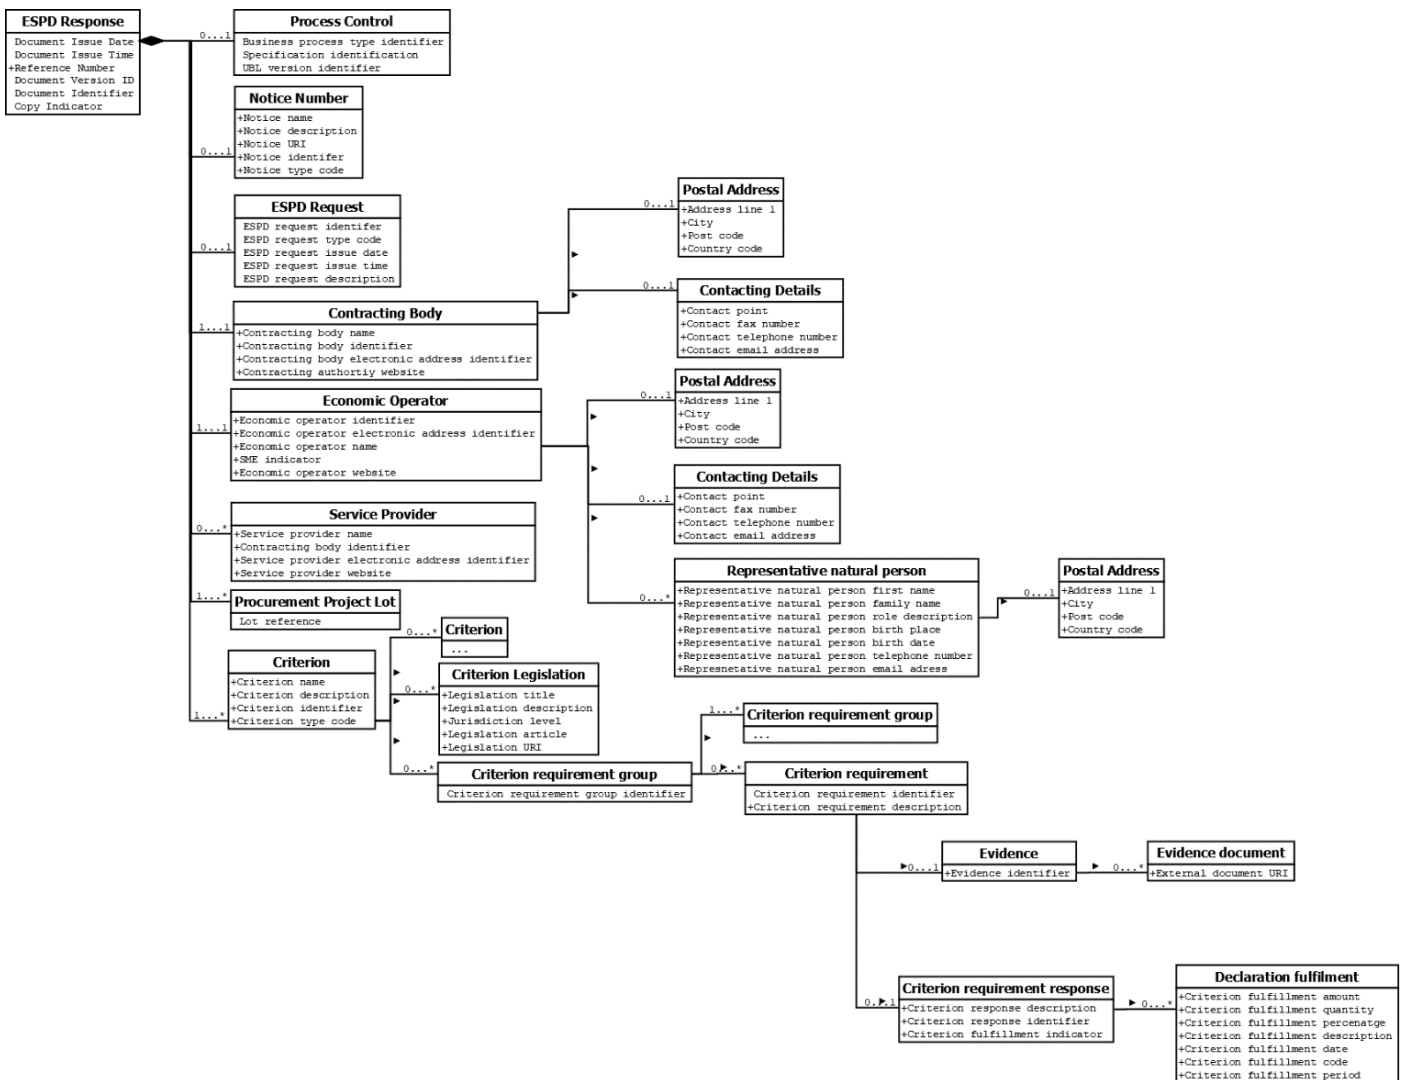 ESPD Response
Document Issue Date
Document Issue Time
+Reference Number
Document Version ID
Document Identifier
Copy Indicator
0...1
Process Control
Business process type identifier
Specification identification
UBL version identifier
0...1
Notice Number
+Notice name
+Notice description
+Notice URI
+Notice identifer
+Notice type code
0...1
ESPD Request
ESPD request identifer
ESPD request type code
ESPD request issue date
ESPD request issue time
ESPD request description
1...1
Contracting Body
+Contracting body name
+Contracting body identifier
+Contracting body electronic address identifier
+Contracting authortiy website
0...1
Postal Address
+Address line 1
+City
+Post code
+Country code
0...1
Contacting Details
+Contact point
+Contact fax number
+Contact telephone number
+Contact email address
1...1
Economic Operator
+Economic operator identifier
+Economic operator electronic address identifier
+Economic operator name
+SME indicator
+Economic operator website
0...1
Postal Address
+Address line 1
+City
+Post code
+Country code
0...1
Contacting Details
+Contact point
+Contact fax number
+Contact telephone number
+Contact email address
0...*
Representative natural person
+Representative natural person first name
+Representative natural person family name
+Representative natural person role description
+Representative natural person birth place
+Representative natural person birth date
+Representative natural person telephone number
+Represnetative natural person email adress
0...1
Postal Address
+Address line 1
+City
+Post code
+Country code
0...*
Service Provider
+Service provider name
+Contracting body identifier
+Service provider electronic address identifier
+Service provider website
1...*
Procurement Project Lot
Lot reference
1...*
Criterion
+Criterion name
+Criterion description
+Criterion identifier
+Criterion type code
0...*
Criterion
...
0...*
Criterion Legislation
+Legislation title
+Legislation description
+Jurisdiction level
+Legislation article
+Legislation URI
0...*
Criterion requirement group
Criterion requirement group identifier
1...*
Criterion requirement group
...
0...*
Criterion requirement
Criterion requirement identifier
+Criterion requirement description
0...1
Evidence
+Evidence identifier
0...*
Evidence document
+External document URI
0...1
Criterion requirement response
+Criterion response description
+Criterion response identifier
+Criterion fulfillment indicator
0...*
Declaration fulfilment
+Criterion fulfillment amount
+Criterion fulfillment quantity
+Criterion fulfillment percenatge
+Criterion fulfillment description
+Criterion fulfillment date
+Criterion fulfillment code
+Criterion fulfillment period